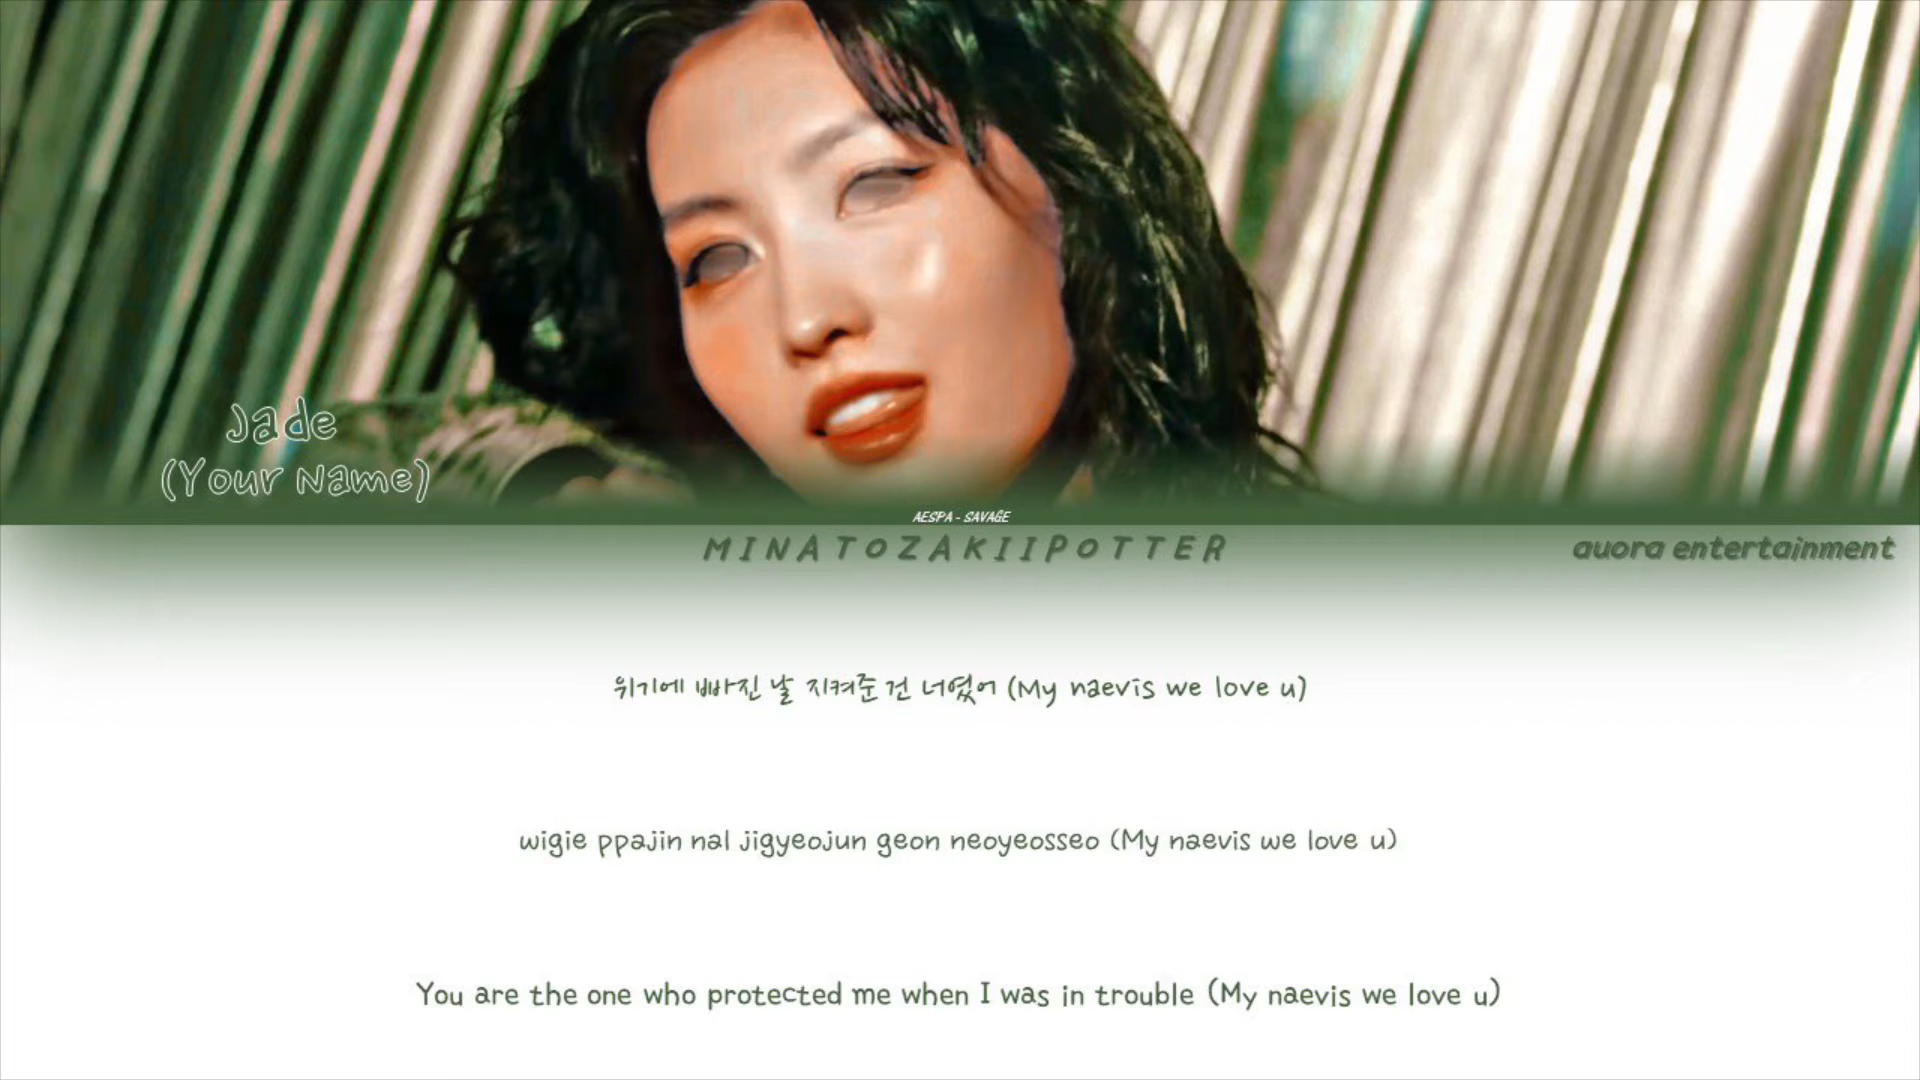 Jade
(Your Name)
AESPA - SAVAGE
MINATOZAKIIPOTTER
auora entertainment
위기에 빠진 날 지켜준 건 너였어 (My naevis we love u)
wigie ppajin nal jigyeojun geon neoyeosseo (My naevis we love u)
You are the one who protected me when I was in trouble (My naevis we love u)